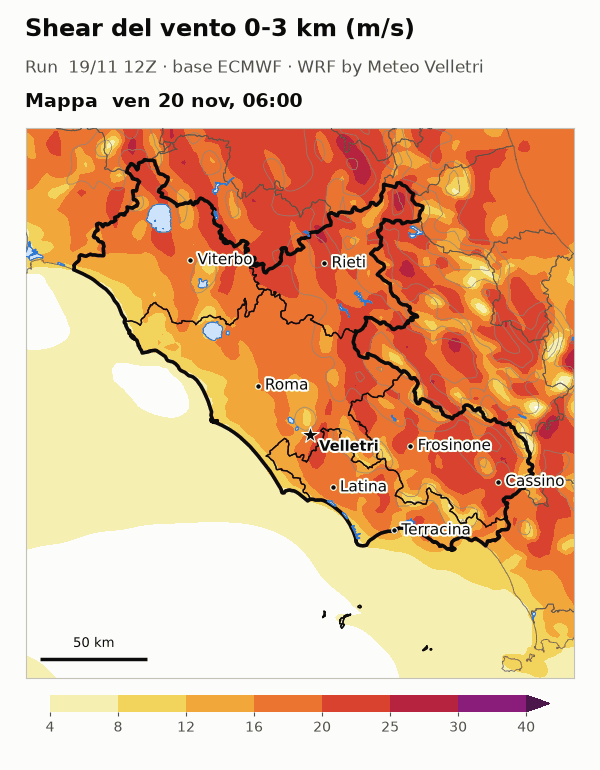 Shear del vento 0-3 km (m/s)
Run 19/11 12Z · base ECMWF · WRF by Meteo Velletri
Mappa ven 20 nov, 06:00
Viterbo
Rieti
Roma
Velletri
Frosinone
Cassino
Latina
Terracina
50 km
4 8 12 16 20 25 30 40